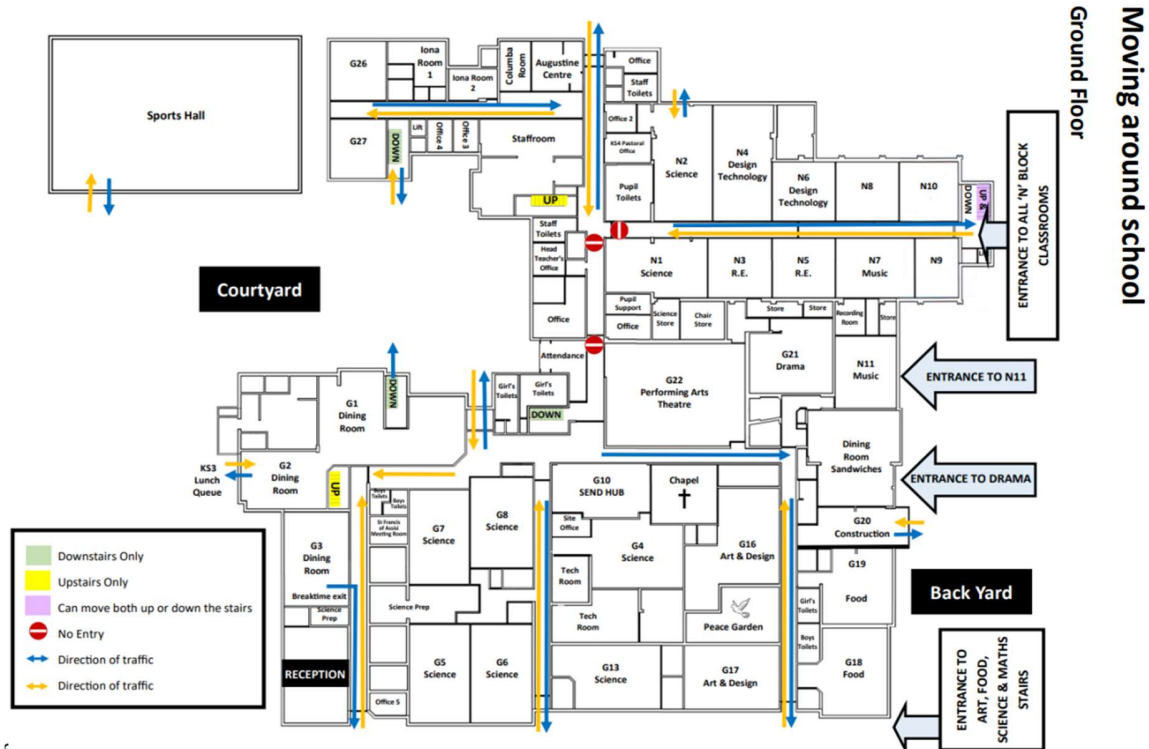 Moving around school
Ground Floor
Sports Hall
G26
Iona
Room
1
Iona Room
2
Columba
Room
Augustine
Centre
Office
Staff
Toilets
G27
DOWN
Lift
Office 4
Office 3
Staffroom
UP
Office 2
KS4 Pastoral
Office
Pupil
Toilets
N2
Science
N4
Design
Technology
N6
Design
Technology
N8
N10
DOWN
UP &
ENTRANCE TO ALL 'N' BLOCK
CLASSROOMS
Staff
Toilets
Head
Teacher's
Office
Office
N1
Science
N3
R.E.
N5
R.E.
N7
Music
N9
Courtyard
Pupil
Support
Office
Science
Store
Chair
Store
Store
Store
Recording
Room
Store
Attendance
G22
Performing Arts
Theatre
G21
Drama
N11
Music
ENTRANCE TO N11
G1
Dining
Room
DOWN
Girl's
Toilets
Girl's
Toilets
DOWN
Dining
Room
Sandwiches
ENTRANCE TO DRAMA
KS3
Lunch
Queue
G2
Dining
Room
UP
Boys
Toilets
Boys
Toilets
St Francis
of Assisi
Meeting Room
G7
Science
G8
Science
G10
SEND HUB
Chapel
Site
Office
G4
Science
G16
Art & Design
G20
Construction
G3
Dining
Room
Breaktime exit
Science
Prep
Science Prep
Tech
Room
Tech
Room
Peace Garden
G19
Food
Girl's
Toilets
Boys
Toilets
Back Yard
RECEPTION
G5
Science
G6
Science
Office 5
G13
Science
G17
Art & Design
G18
Food
ENTRANCE TO
ART, FOOD,
SCIENCE & MATHS
STAIRS
Downstairs Only
Upstairs Only
Can move both up or down the stairs
No Entry
Direction of traffic
Direction of traffic